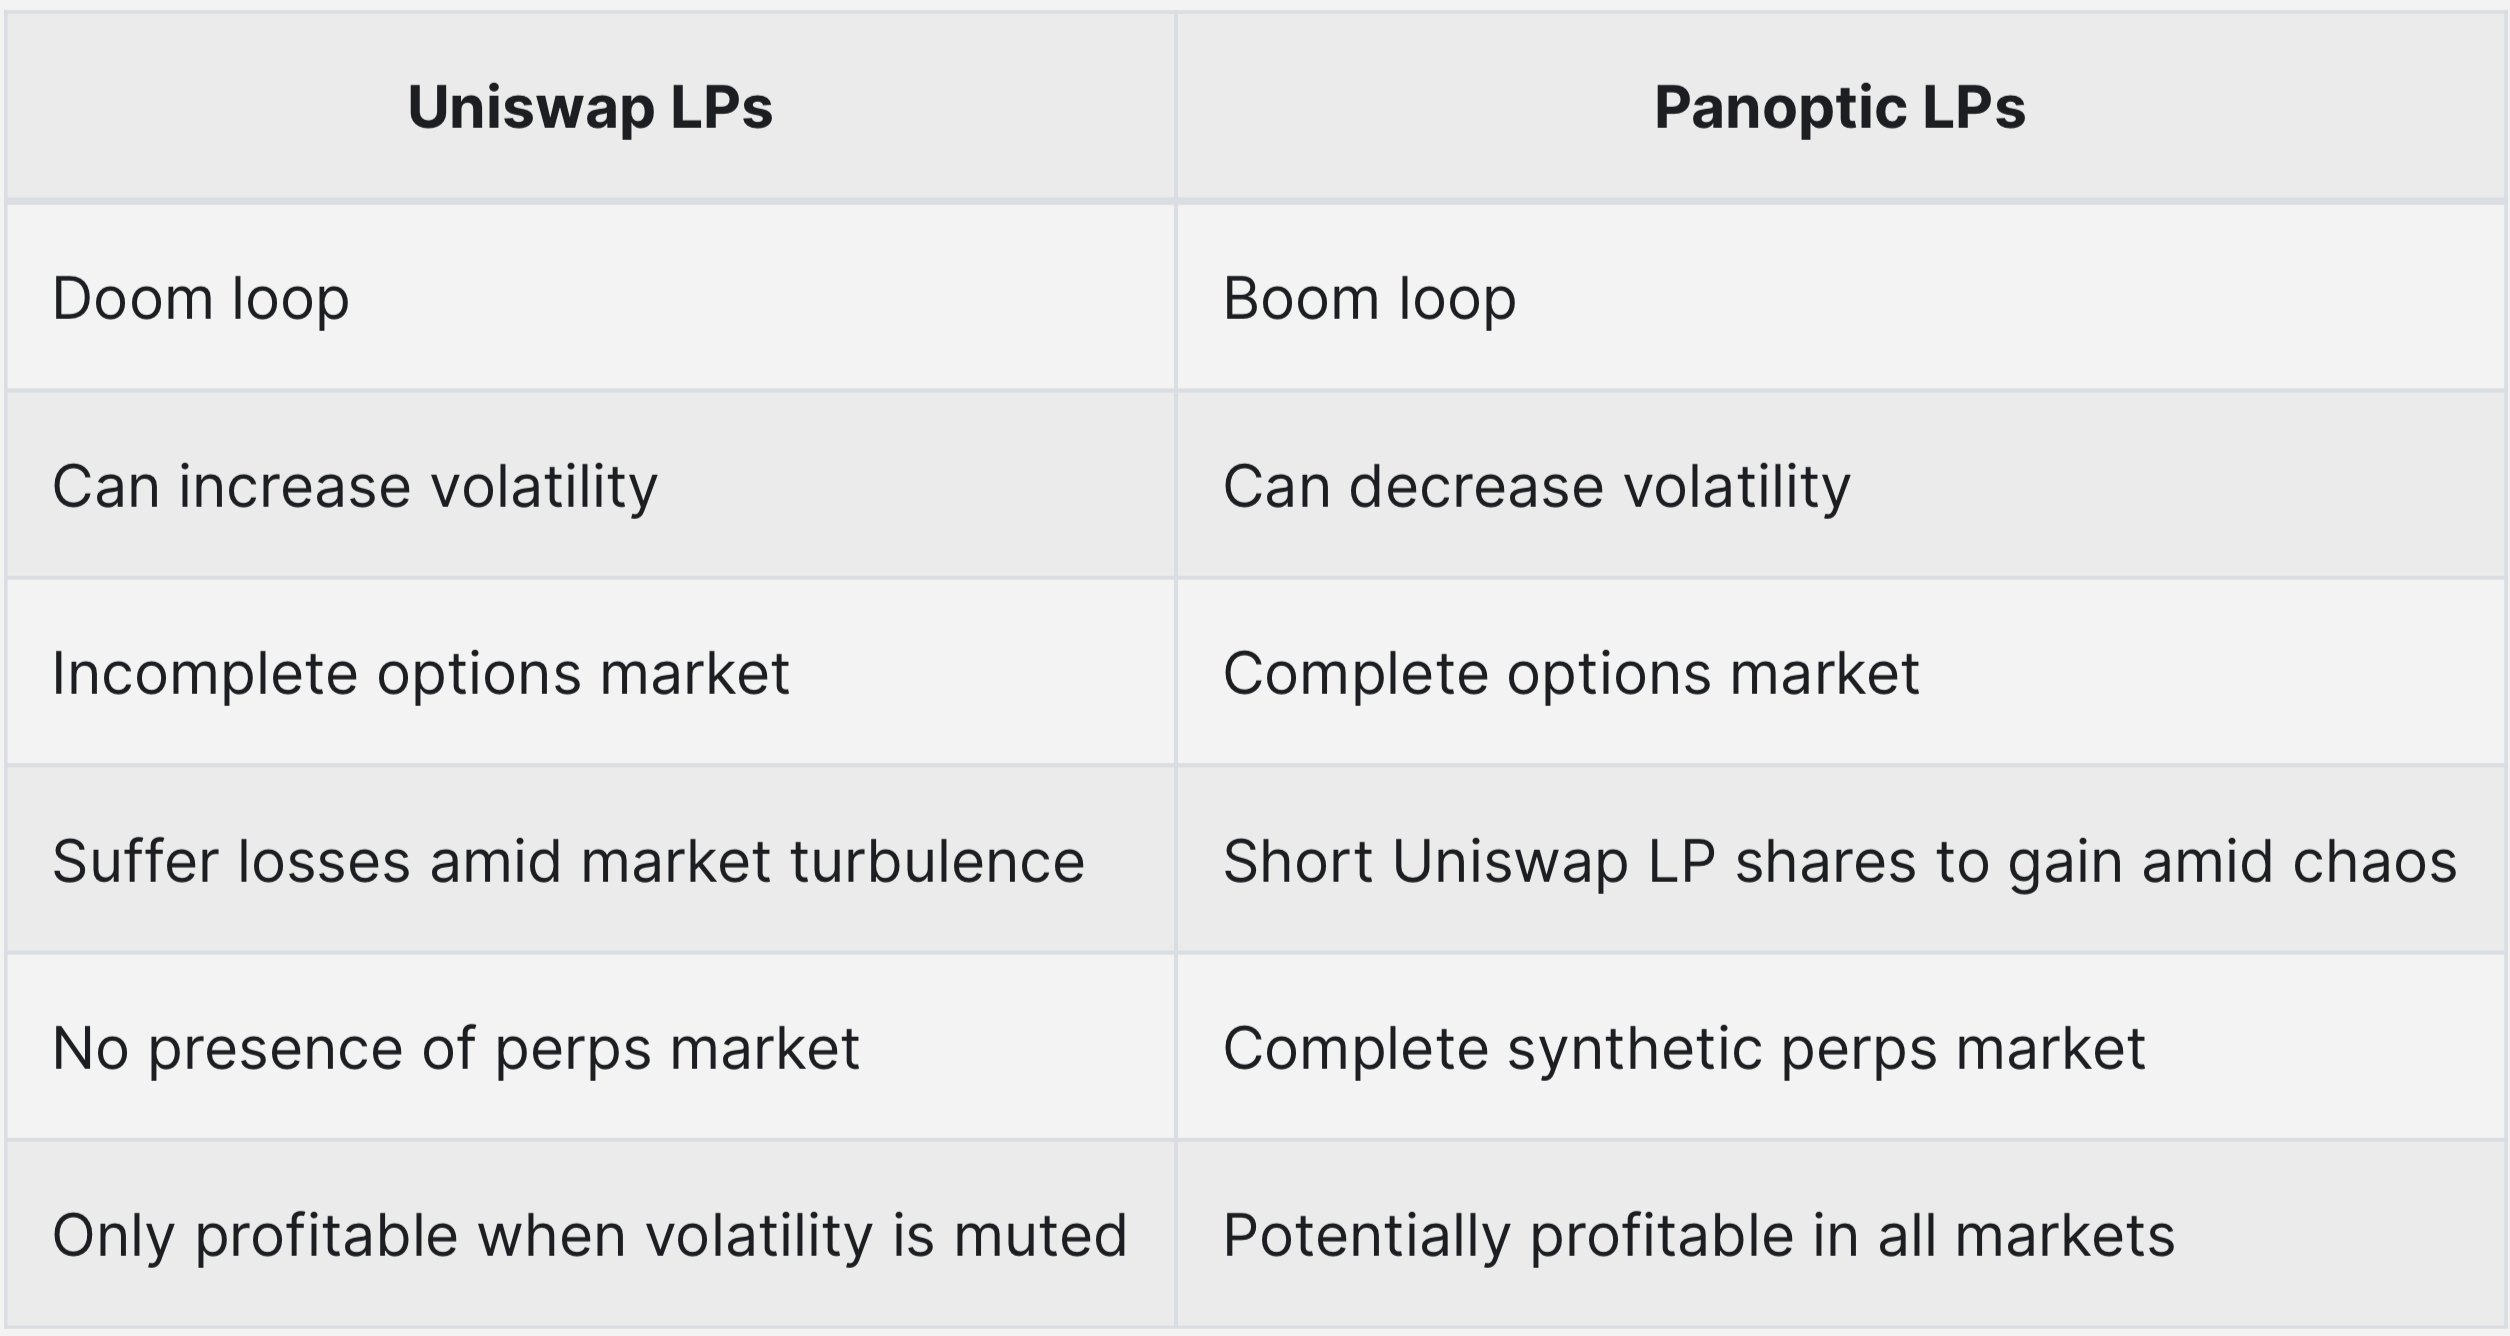 Uniswap LPs Panoptic LPs
Doom loop Boom loop
Can increase volatility Can decrease volatility
Incomplete options market Complete options market
Suffer losses amid market turbulence Short Uniswap LP shares to gain amid chaos
No presence of perps market Complete synthetic perps market
Only profitable when volatility is muted Potentially profitable in all markets